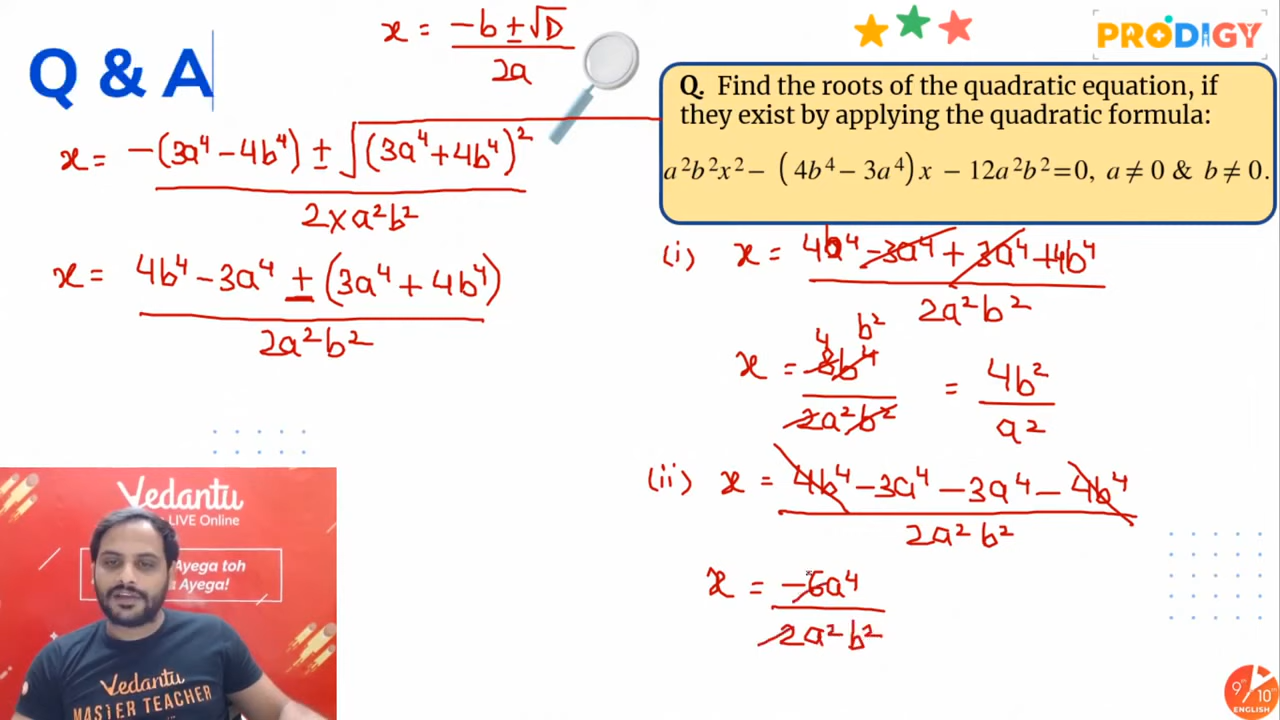 x = −b ± √D / 2a
Q & A
PRODIGY
Q. Find the roots of the quadratic equation, if
they exist by applying the quadratic formula:
a²b²x² − (4b⁴ − 3a⁴)x − 12a²b² = 0, a ≠ 0 & b ≠ 0.
x = −(3a⁴ − 4b⁴) ± √(3a⁴ + 4b⁴)² / 2×a²b²
x = 4b⁴ − 3a⁴ ± (3a⁴ + 4b⁴) / 2a²b²
(i) x = 4b⁴ − 3a⁴ + 3a⁴ + 4b⁴ / 2a²b²
4 b²
x = 8b⁴ / 2a²b² = 4b² / a²
(ii) x = 4b⁴ − 3a⁴ − 3a⁴ − 4b⁴ / 2a²b²
x = −6a⁴ / 2a²b²
Vedantu
LIVE Online
Ayega toh
Ayega!
Vedantu
MASTER TEACHER
9th 10th
ENGLISH